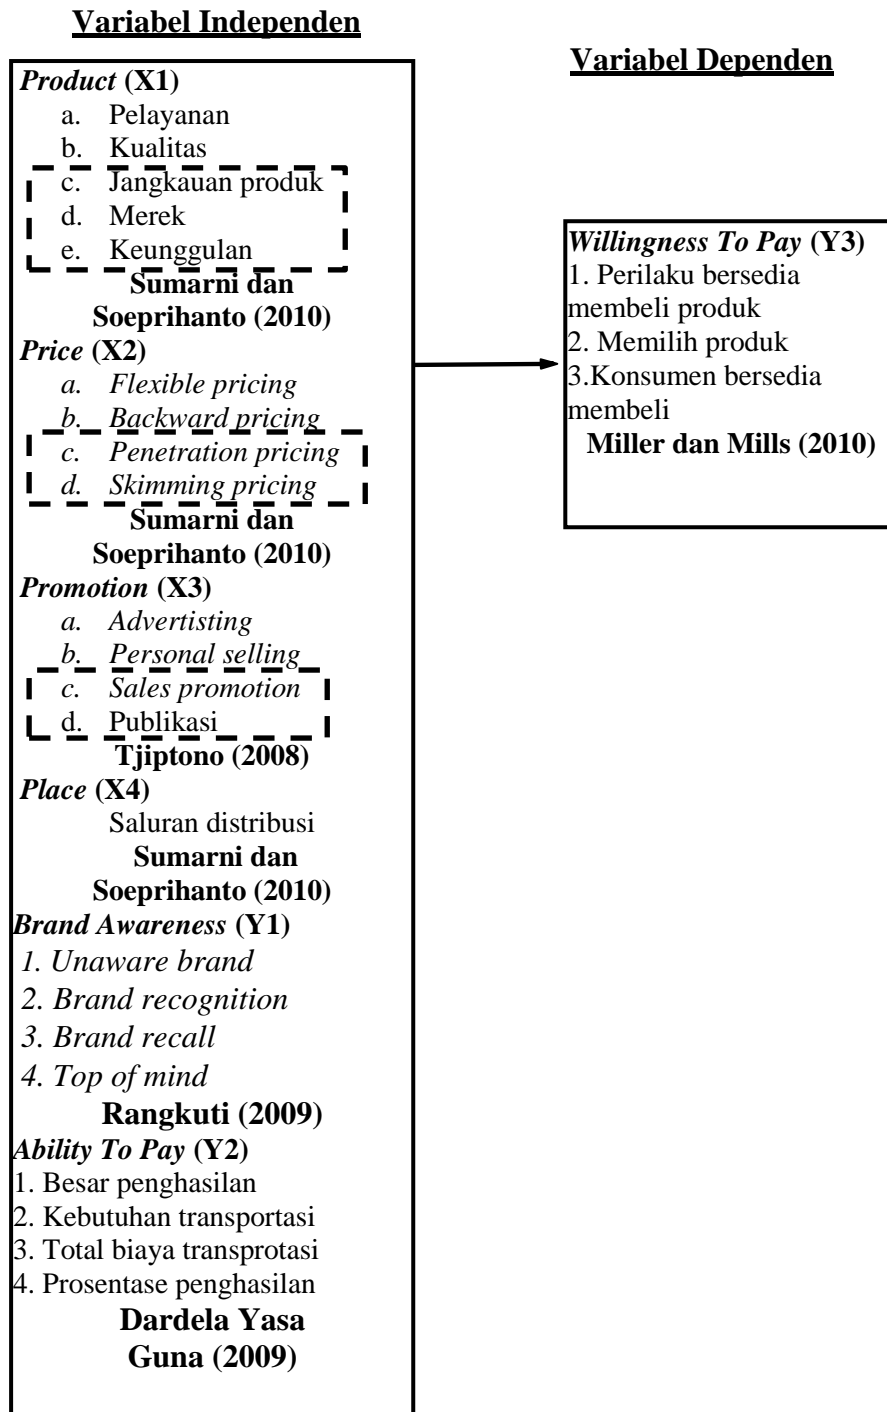 Variabel Independen
Product (X1)
a. Pelayanan
b. Kualitas
c. Jangkauan produk
d. Merek
e. Keunggulan
Sumarni dan
Soeprihanto (2010)
Price (X2)
a. Flexible pricing
b. Backward pricing
c. Penetration pricing
d. Skimming pricing
Sumarni dan
Soeprihanto (2010)
Promotion (X3)
a. Advertisting
b. Personal selling
c. Sales promotion
d. Publikasi
Tjiptono (2008)
Place (X4)
Saluran distribusi
Sumarni dan
Soeprihanto (2010)
Brand Awareness (Y1)
1. Unaware brand
2. Brand recognition
3. Brand recall
4. Top of mind
Rangkuti (2009)
Ability To Pay (Y2)
1. Besar penghasilan
2. Kebutuhan transportasi
3. Total biaya transprotasi
4. Prosentase penghasilan
Dardela Yasa
Guna (2009)
Variabel Dependen
Willingness To Pay (Y3)
1. Perilaku bersedia
membeli produk
2. Memilih produk
3.Konsumen bersedia
membeli
Miller dan Mills (2010)